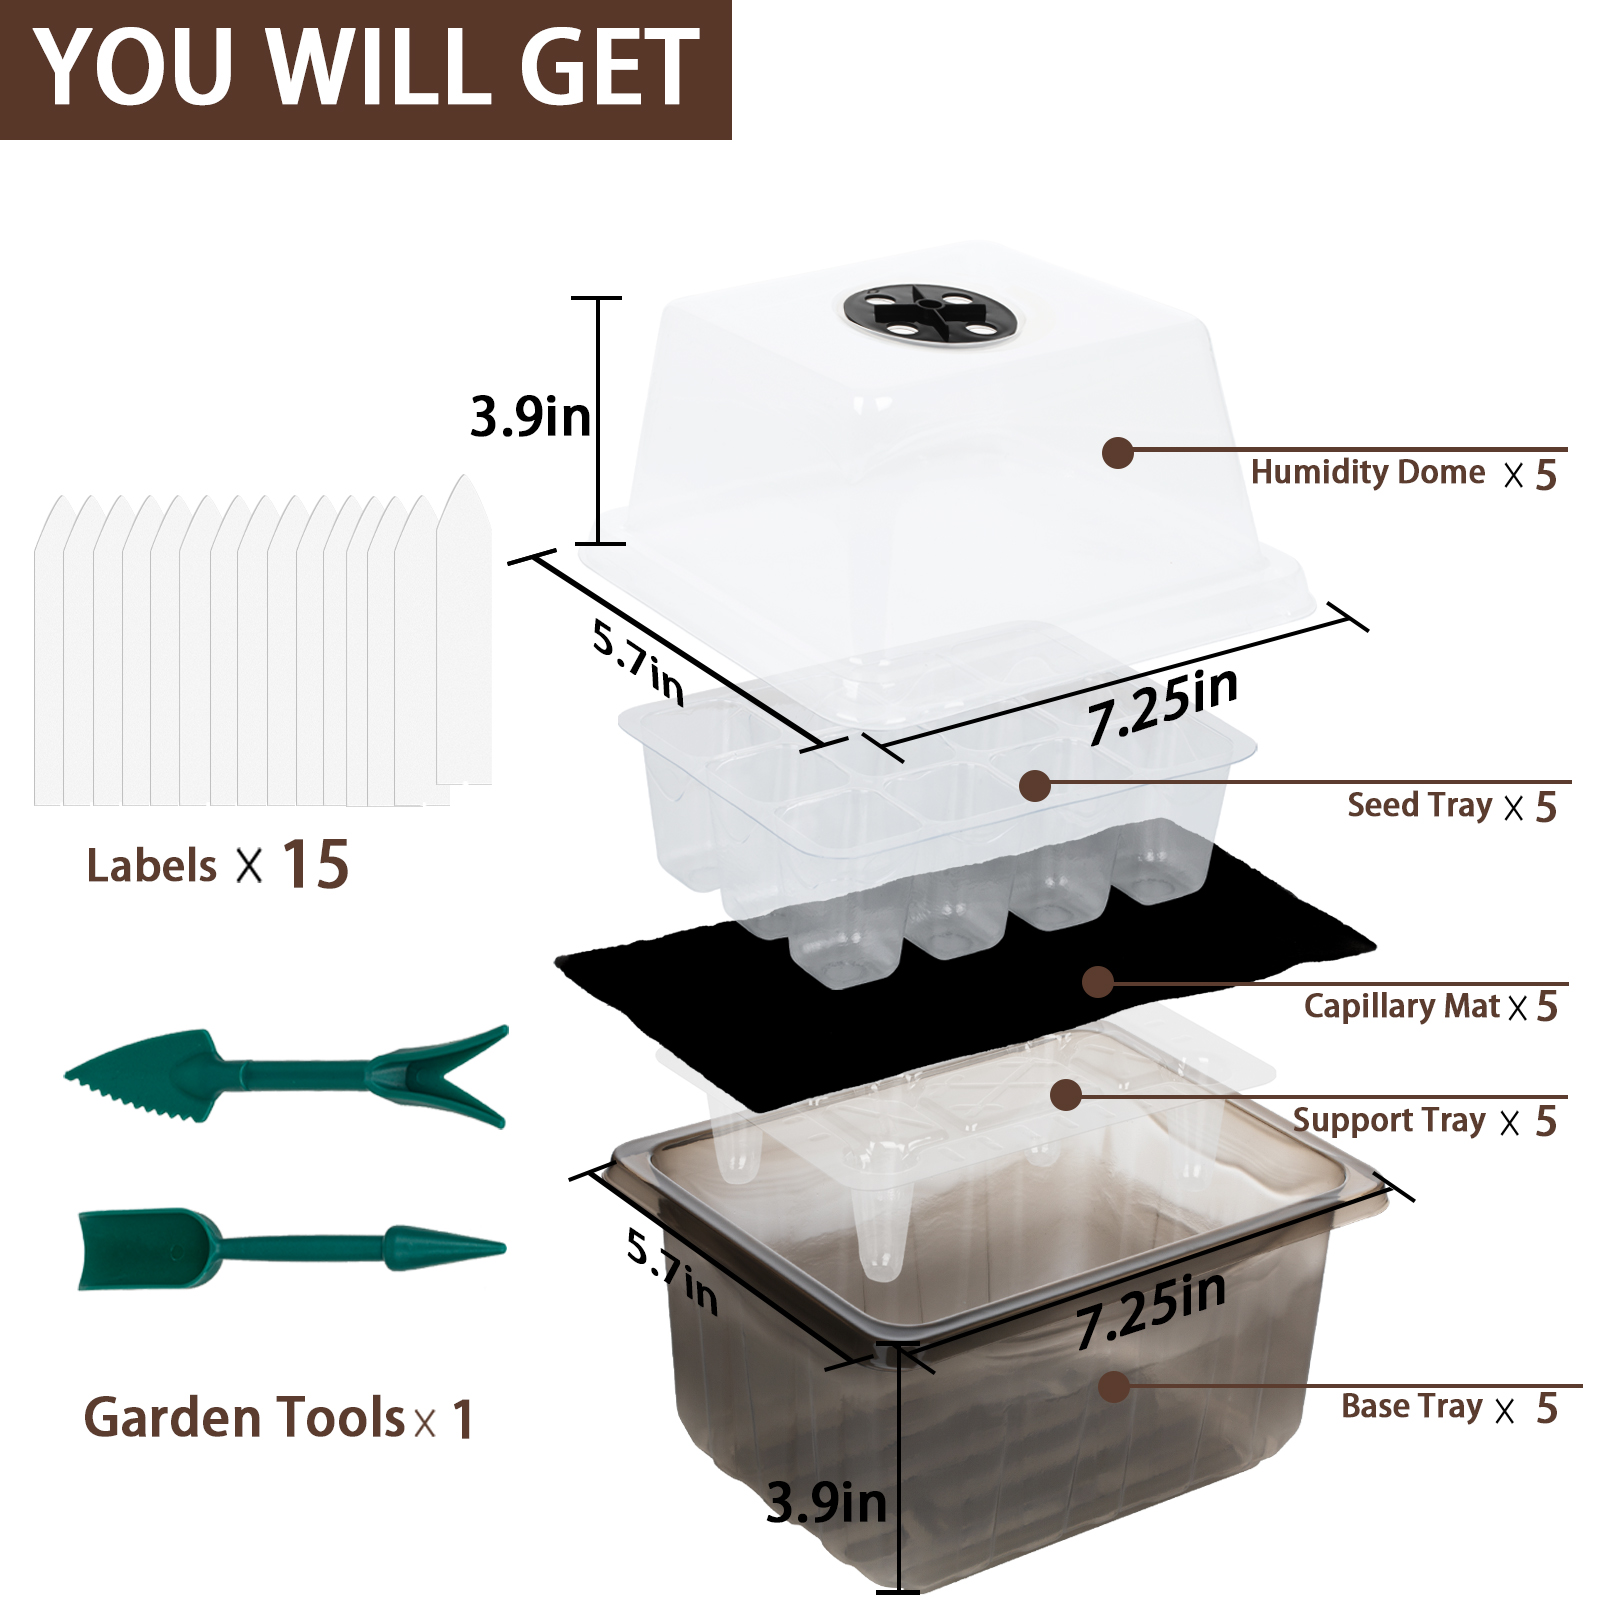 YOU WILL GET
3.9in
Humidity Dome X 5
5.7in
7.25in
Seed Tray X 5
Labels X 15
Capillary Mat X 5
Support Tray X 5
5.7in
7.25in
Garden Tools X 1
Base Tray X 5
3.9in